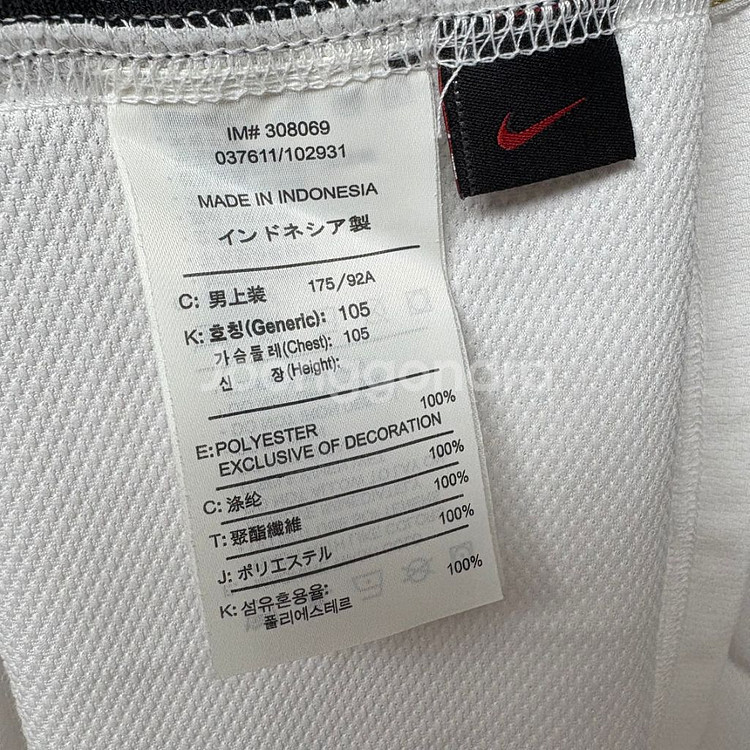 IM# 308069
037611/102931
MADE IN INDONESIA
インドネシア製
C: 男上装 175/92A
K: 호칭(Generic): 105
가슴둘레(Chest): 105
신 장(Height):
100%
E: POLYESTER
EXCLUSIVE OF DECORATION
100%
C: 涤纶
100%
T: 聚酯纖維
100%
J: ポリエステル
100%
K: 섬유혼용율:
폴리에스테르